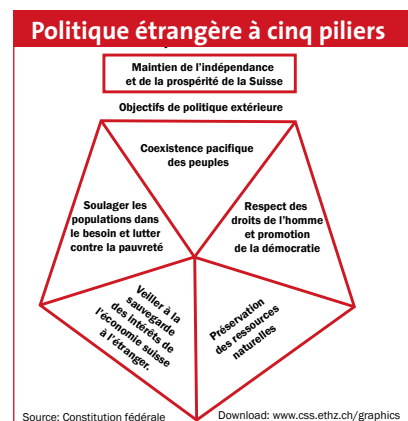 Politique étrangère à cinq piliers
Maintien de l'indépendance
et de la prospérité de la Suisse
Objectifs de politique extérieure
Coexistence pacifique
des peuples
Soulager les
populations dans
le besoin et lutter
contre la pauvreté
Respect des
droits de l'homme
et promotion
de la démocratie
Veiller à la
sauvegarde
des intérêts de
l'économie suisse
à l'étranger.
Préservation
des ressources
naturelles
Source: Constitution fédérale
Download: www.css.ethz.ch/graphics